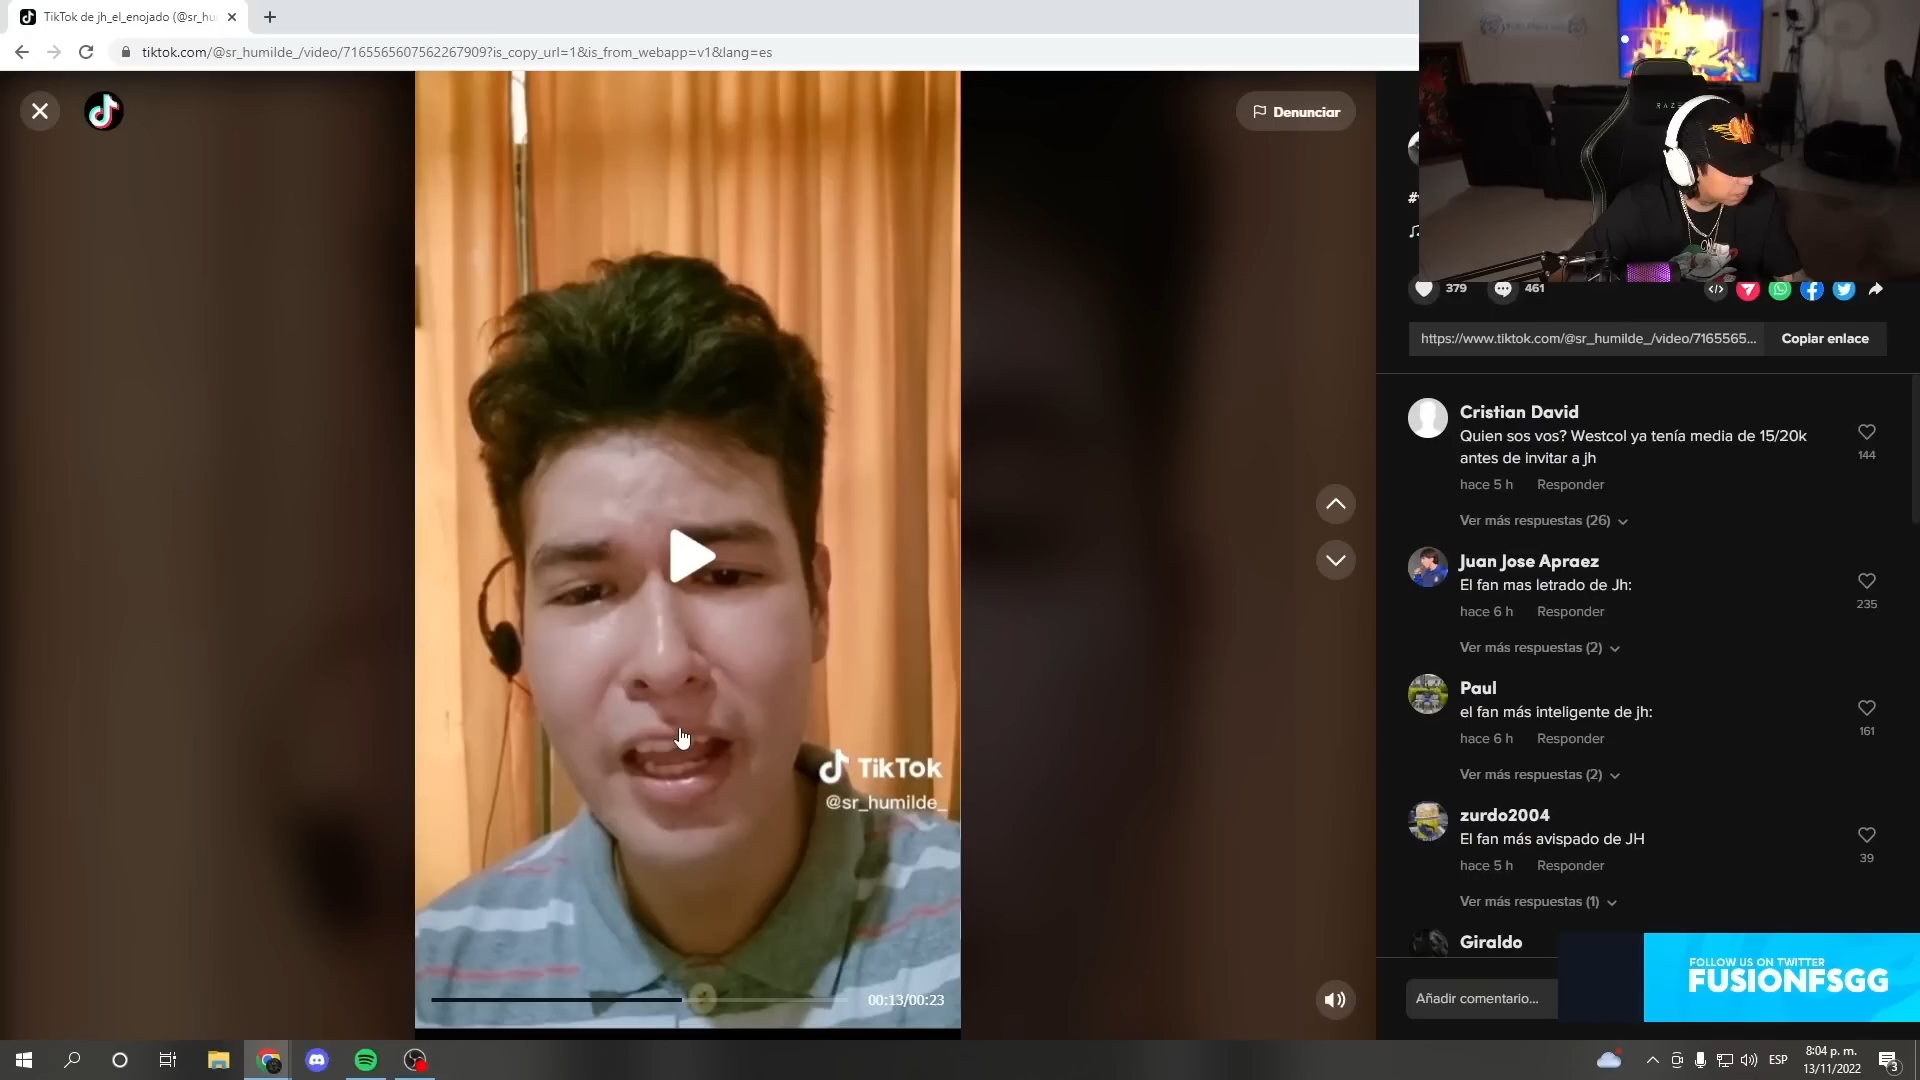 TikTok de jh_el_enojado (@sr_hu
tiktok.com/@sr_humilde_/video/7165565607562267909?is_copy_url=1&is_from_webapp=v1&lang=es
Denunciar
RAZE
#
379
461
https://www.tiktok.com/@sr_humilde_/video/7165565...
Copiar enlace
Cristian David
Quien sos vos? Westcol ya tenía media de 15/20k
antes de invitar a jh
144
hace 5 h Responder
Ver más respuestas (26)
Juan Jose Apraez
El fan mas letrado de Jh:
235
hace 6 h Responder
Ver más respuestas (2)
Paul
el fan más inteligente de jh:
161
hace 6 h Responder
Ver más respuestas (2)
zurdo2004
El fan más avispado de JH
39
hace 5 h Responder
Ver más respuestas (1)
Giraldo
Añadir comentario...
TikTok
@sr_humilde_
00:13/00:23
FOLLOW US ON TWITTER
FUSIONFSGG
ESP
8:04 p. m.
13/11/2022
3